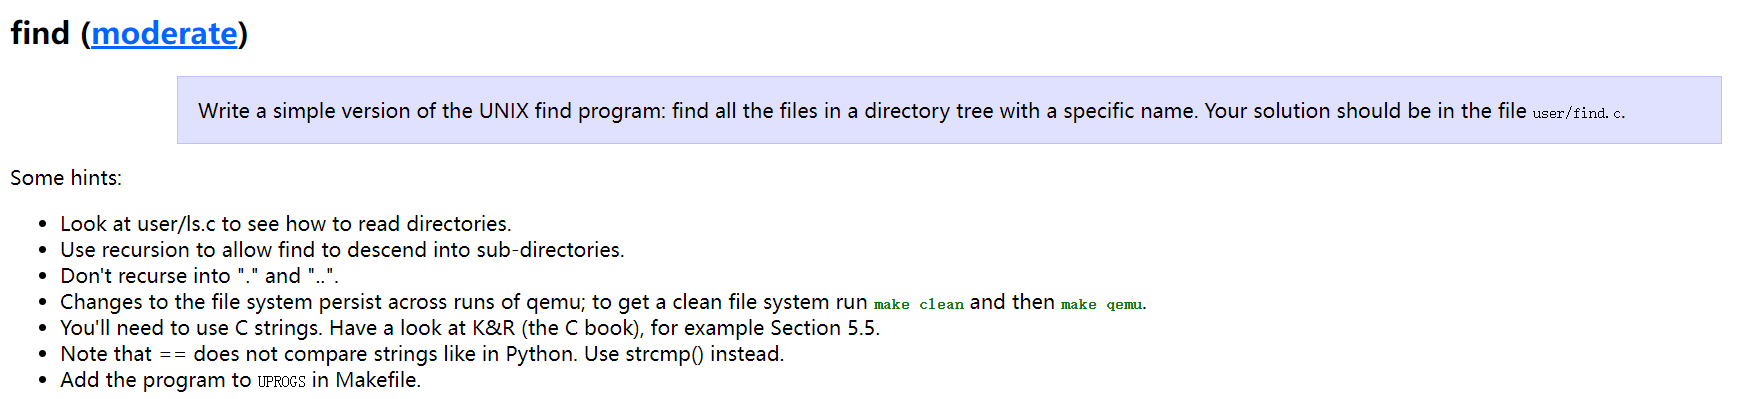 find (moderate)
Write a simple version of the UNIX find program: find all the files in a directory tree with a specific name. Your solution should be in the file user/find.c.
Some hints:
• Look at user/ls.c to see how to read directories.
• Use recursion to allow find to descend into sub-directories.
• Don't recurse into "." and "..".
• Changes to the file system persist across runs of qemu; to get a clean file system run make clean and then make qemu.
• You'll need to use C strings. Have a look at K&R (the C book), for example Section 5.5.
• Note that == does not compare strings like in Python. Use strcmp() instead.
• Add the program to UPROGS in Makefile.